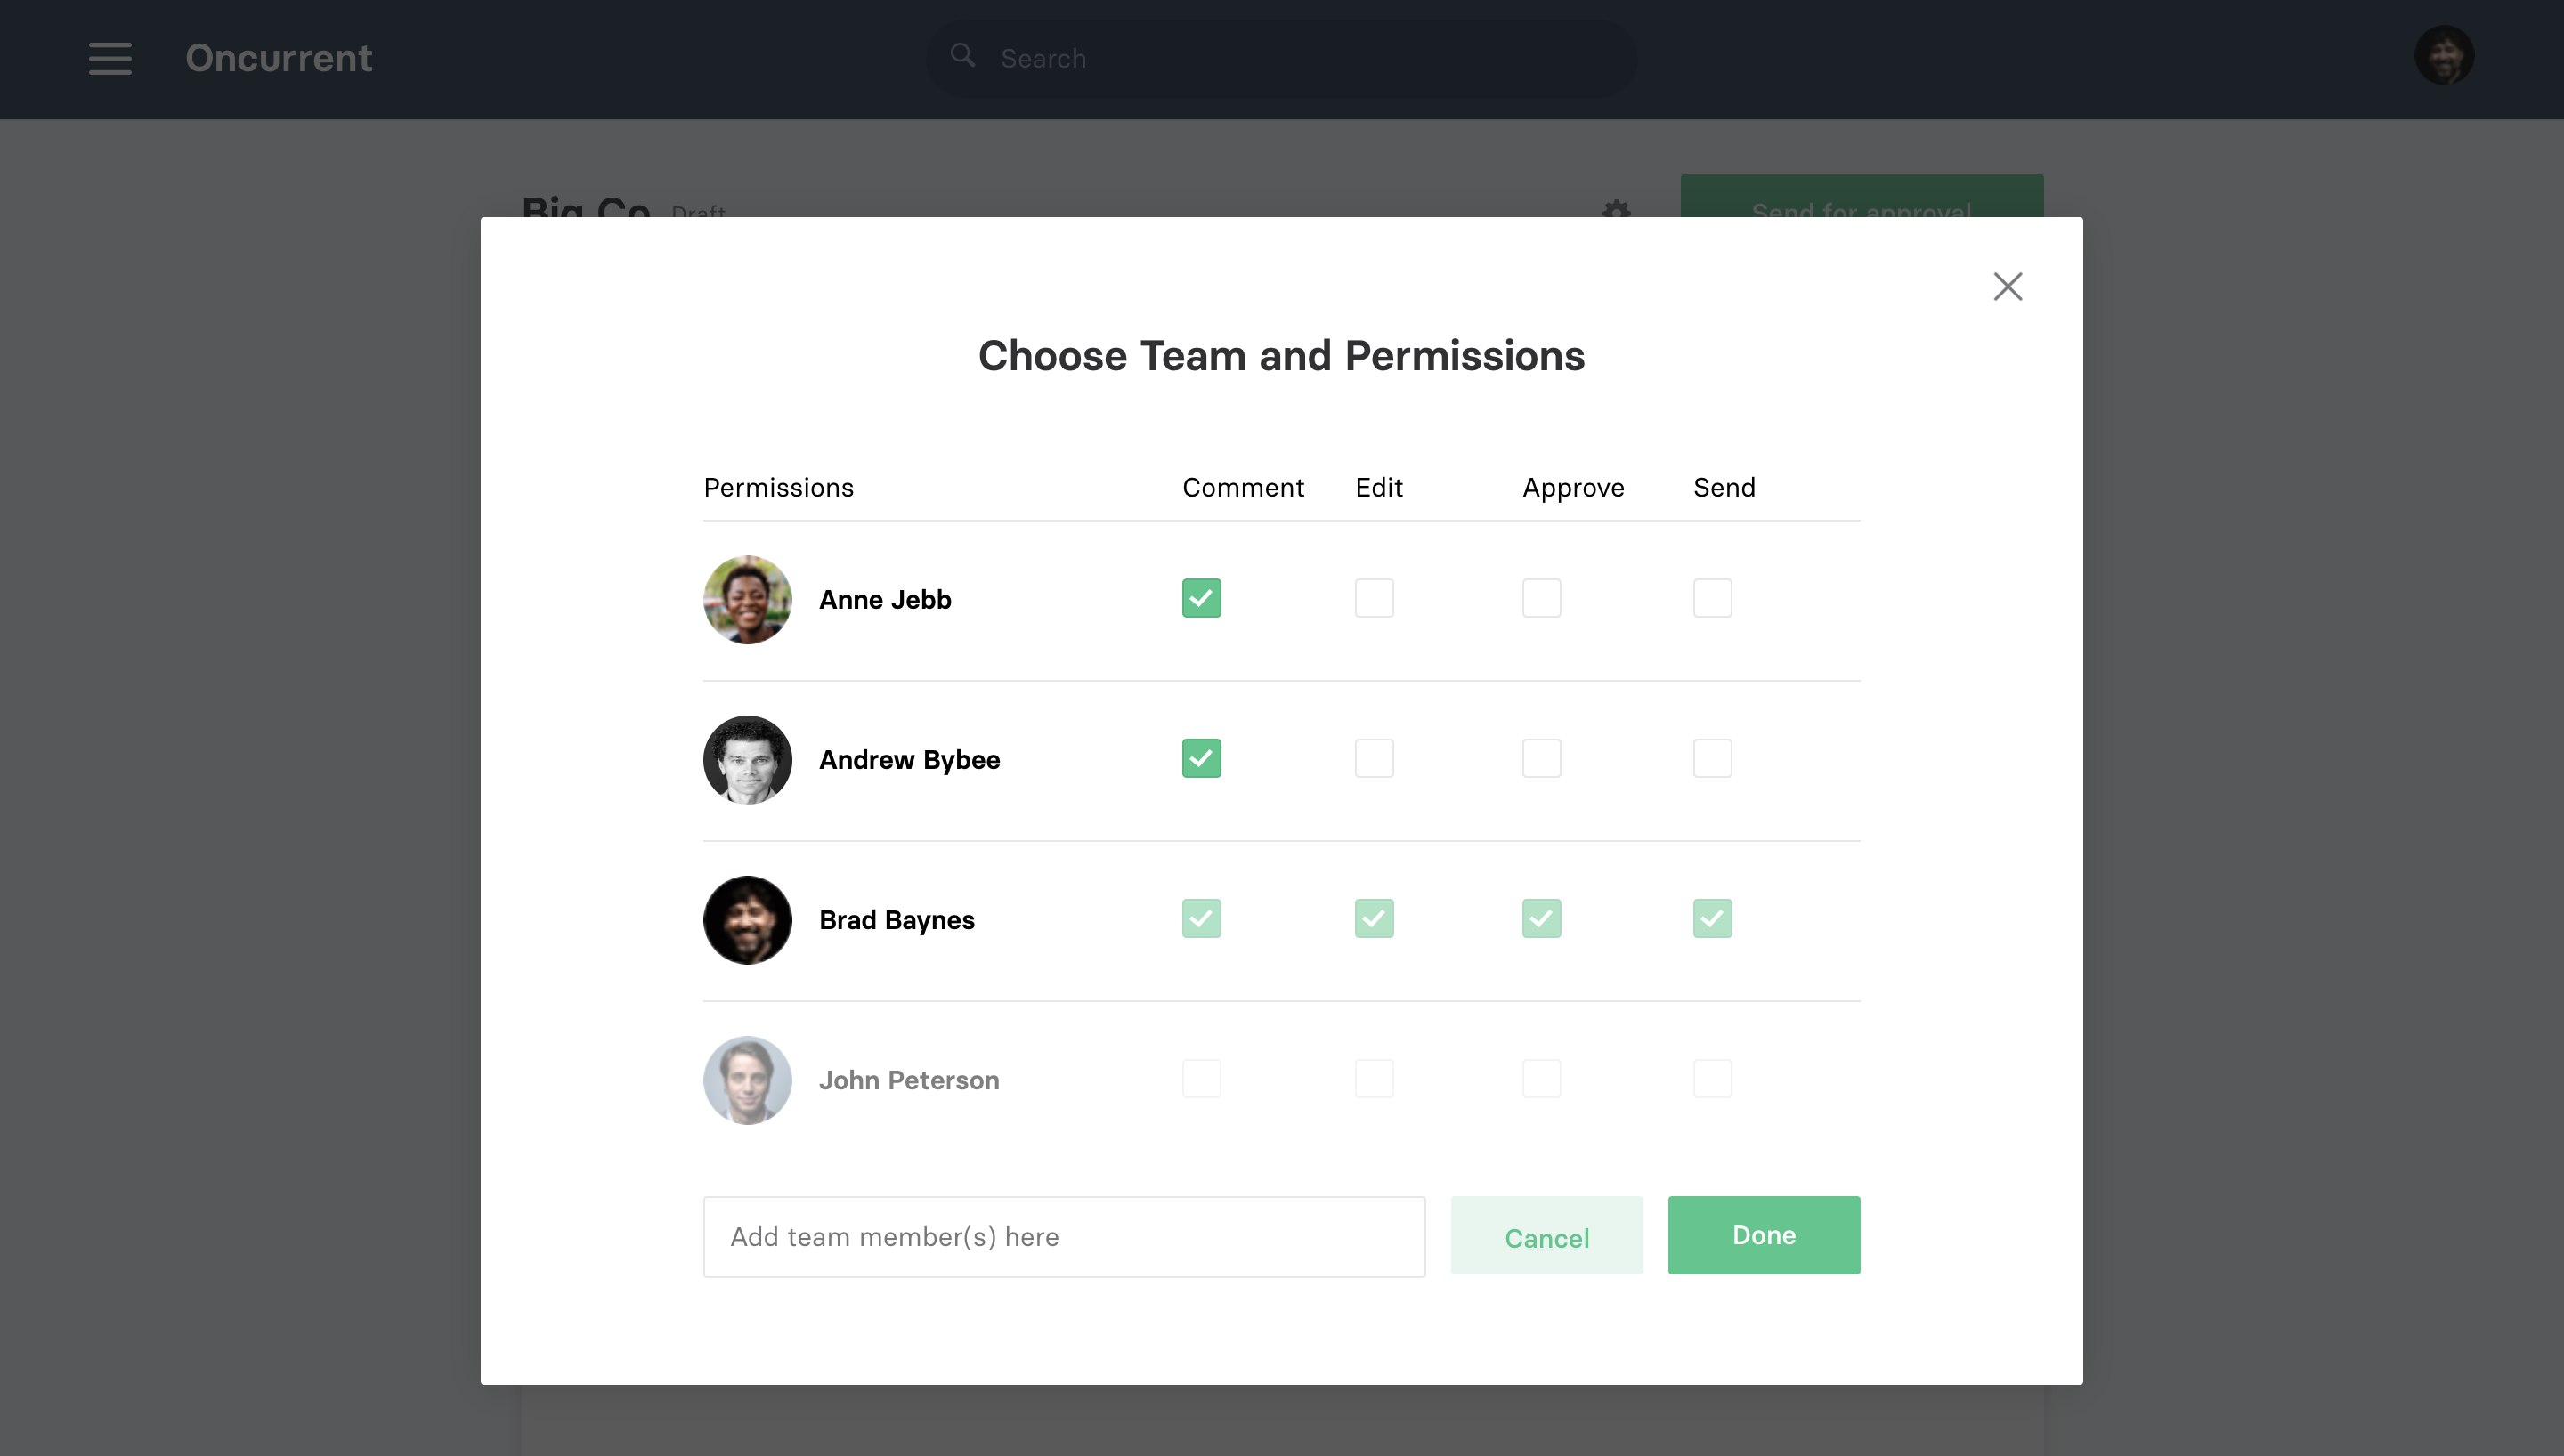 Oncurrent
Search
Big Co Draft
Send for approval
Choose Team and Permissions
Permissions Comment Edit Approve Send
Anne Jebb
Andrew Bybee
Brad Baynes
John Peterson
Add team member(s) here
Cancel
Done